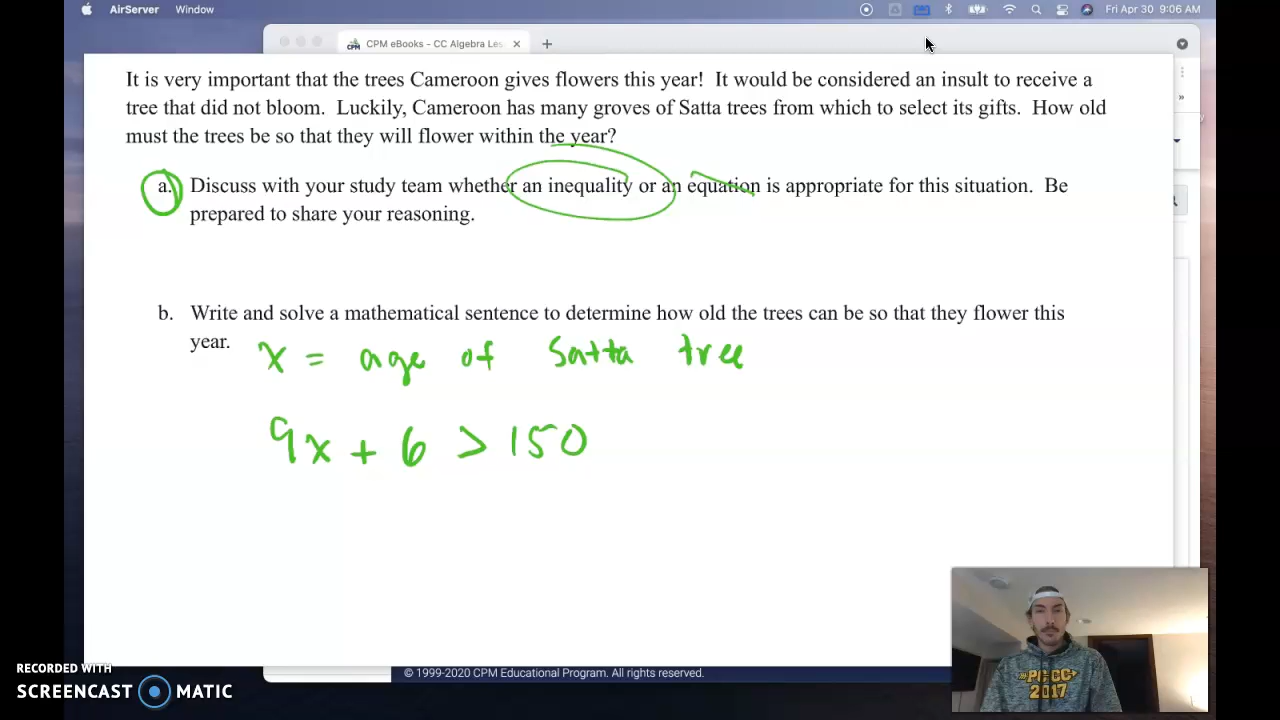 AirServer Window Fri Apr 30 9:06 AM
CPM eBooks - CC Algebra Les
It is very important that the trees Cameroon gives flowers this year! It would be considered an insult to receive a
tree that did not bloom. Luckily, Cameroon has many groves of Satta trees from which to select its gifts. How old
must the trees be so that they will flower within the year?
a. Discuss with your study team whether an inequality or an equation is appropriate for this situation. Be
prepared to share your reasoning.
b. Write and solve a mathematical sentence to determine how old the trees can be so that they flower this
year.
x = age of Satta tree
9x + 6 > 150
PCCC
2017
© 1999-2020 CPM Educational Program. All rights reserved.
RECORDED WITH
SCREENCAST MATIC